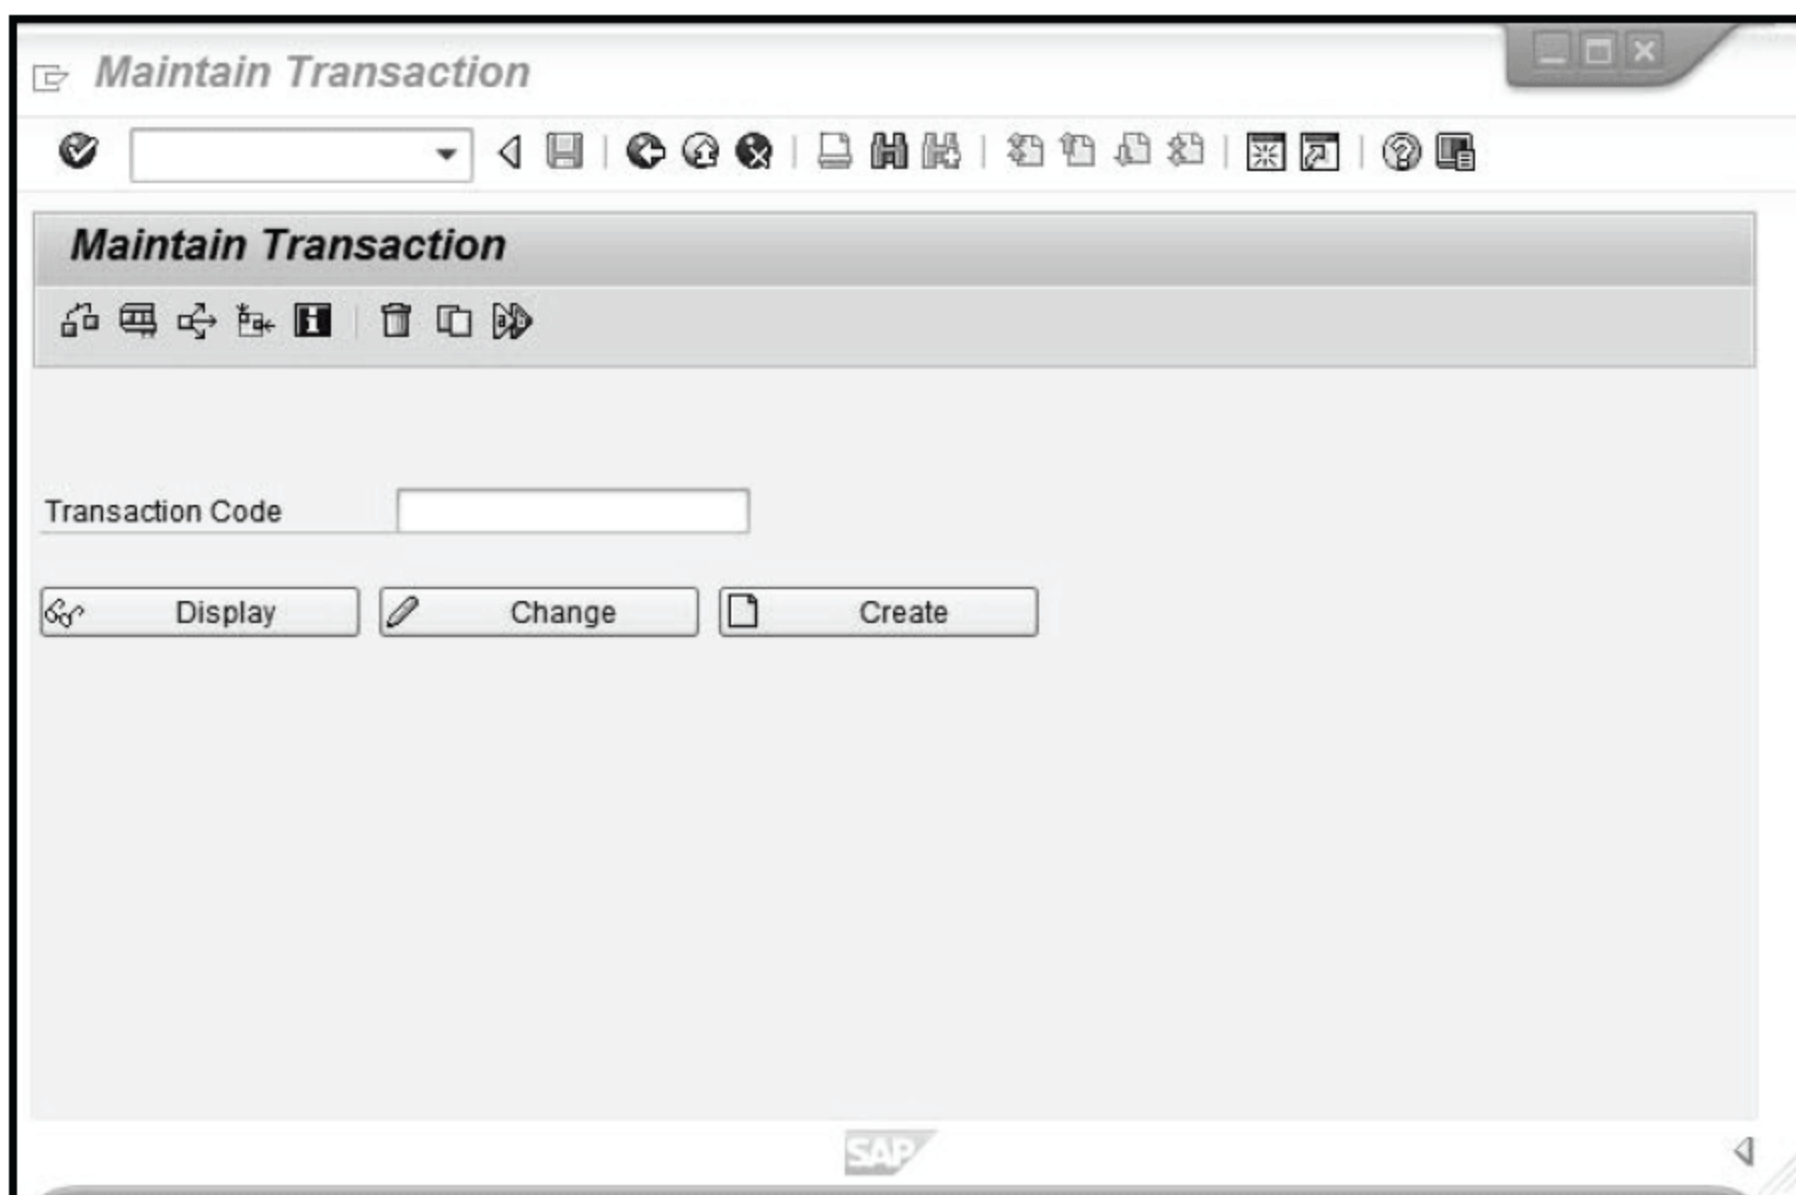 Maintain Transaction
Maintain Transaction
Transaction Code
Display
Change
Create
SAP